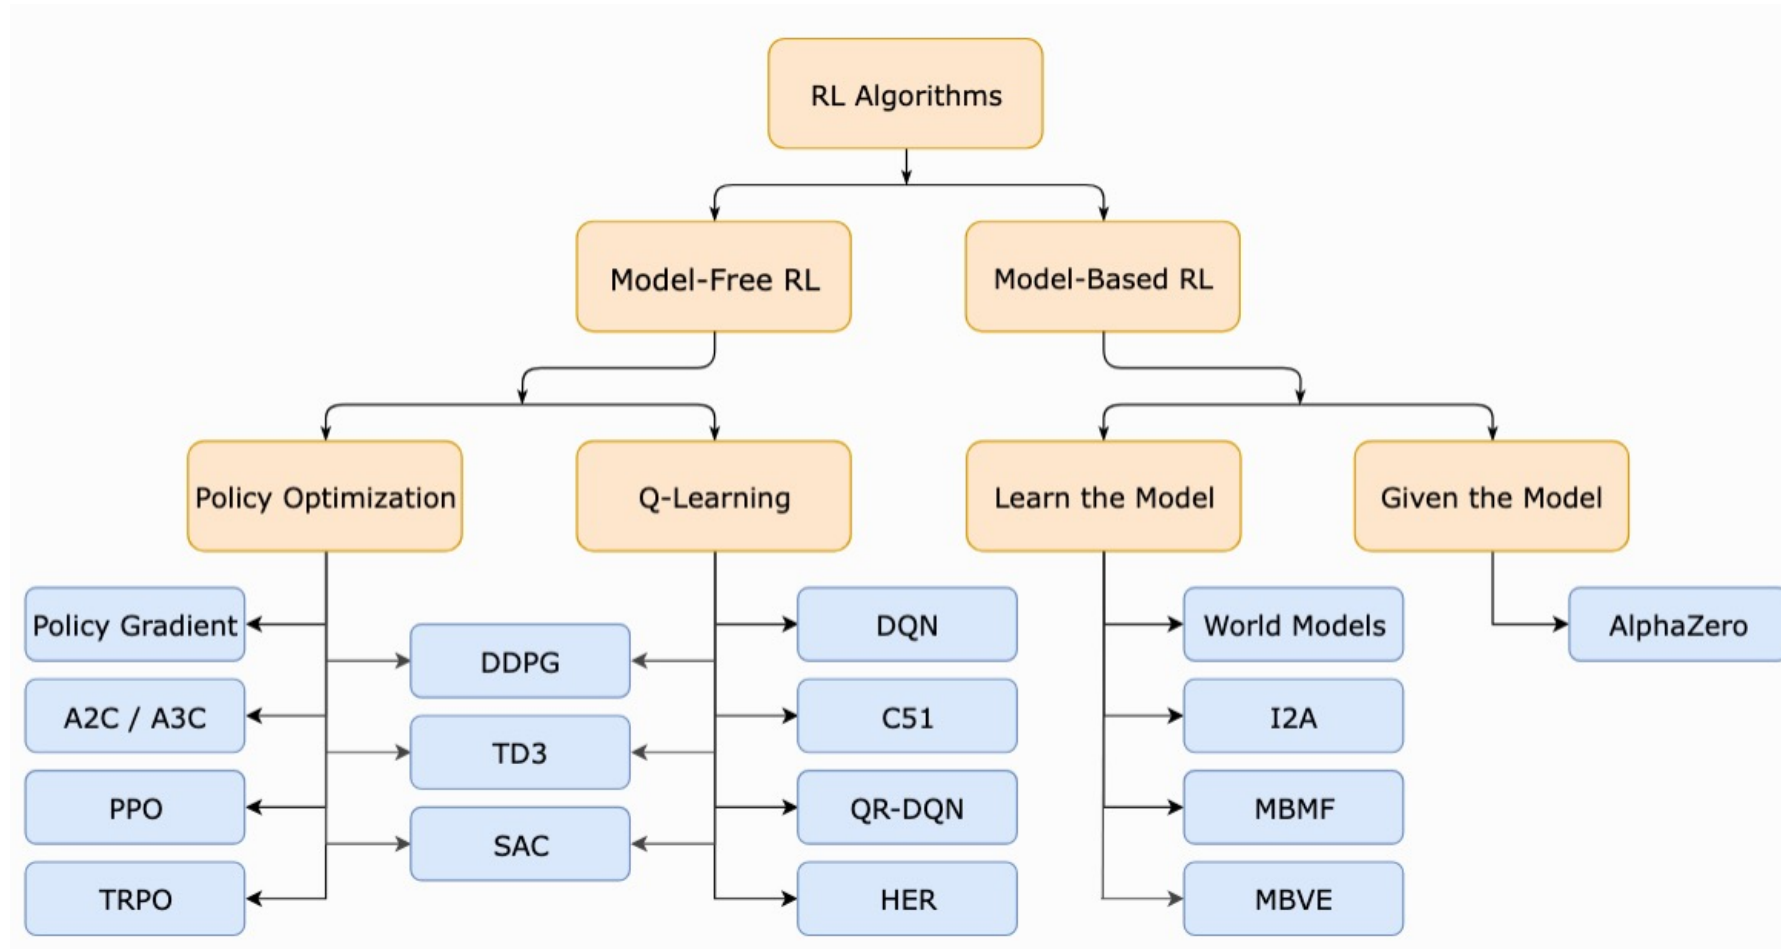 RL Algorithms
Model-Free RL
Model-Based RL
Policy Optimization
Q-Learning
Learn the Model
Given the Model
Policy Gradient
DDPG
DQN
World Models
AlphaZero
A2C / A3C
TD3
C51
I2A
PPO
SAC
QR-DQN
MBMF
TRPO
HER
MBVE